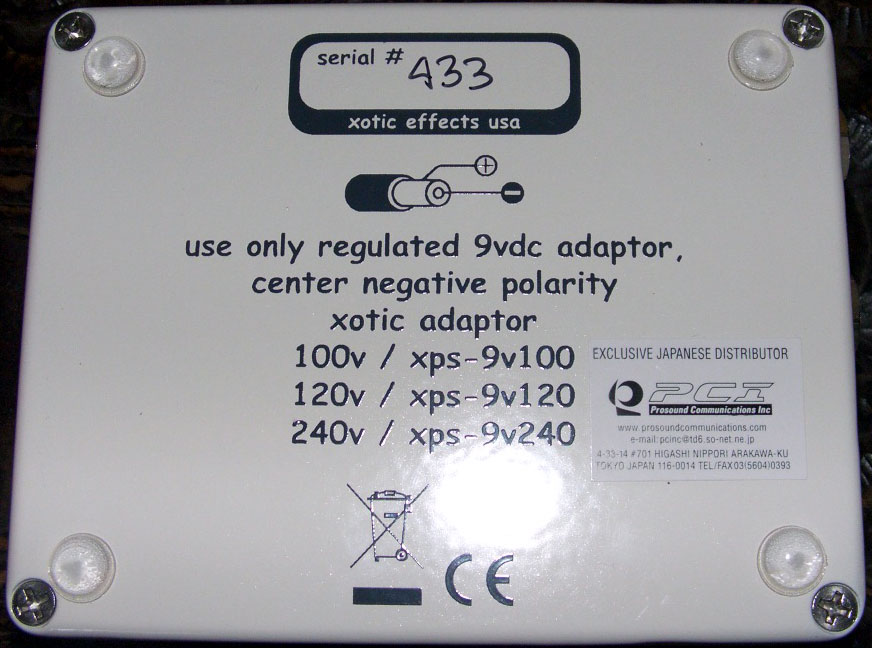 serial # 433
xotic effects usa
use only regulated 9vdc adaptor,
center negative polarity
xotic adaptor
100v / xps-9v100
120v / xps-9v120
240v / xps-9v240
EXCLUSIVE JAPANESE DISTRIBUTOR
PCI
Prosound Communications Inc
www.prosoundcommunications.com
e-mail: pcinc@td6.so-net.ne.jp
4-33-14 #701 HIGASHI NIPPORI ARAKAWA-KU
TOKYO JAPAN 116-0014 TEL/FAX03(5604)0393
CE